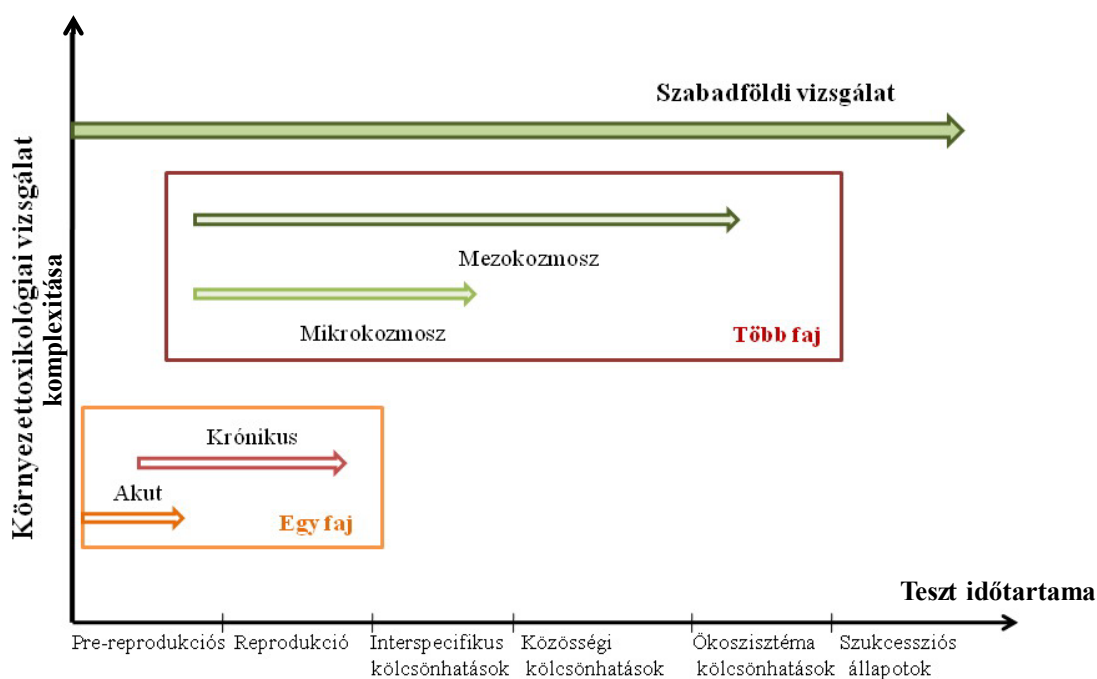 Szabadföldi vizsgálat
Környezettoxikológiai vizsgálat
komplexitása
Mezokozmosz
Mikrokozmosz
Több faj
Krónikus
Akut
Egy faj
Teszt időtartama
Pre-reprodukciós
Reprodukció
Interspecifikus
kölcsönhatások
Közösségi
kölcsönhatások
Ökoszisztéma
kölcsönhatások
Szukcessziós
állapotok